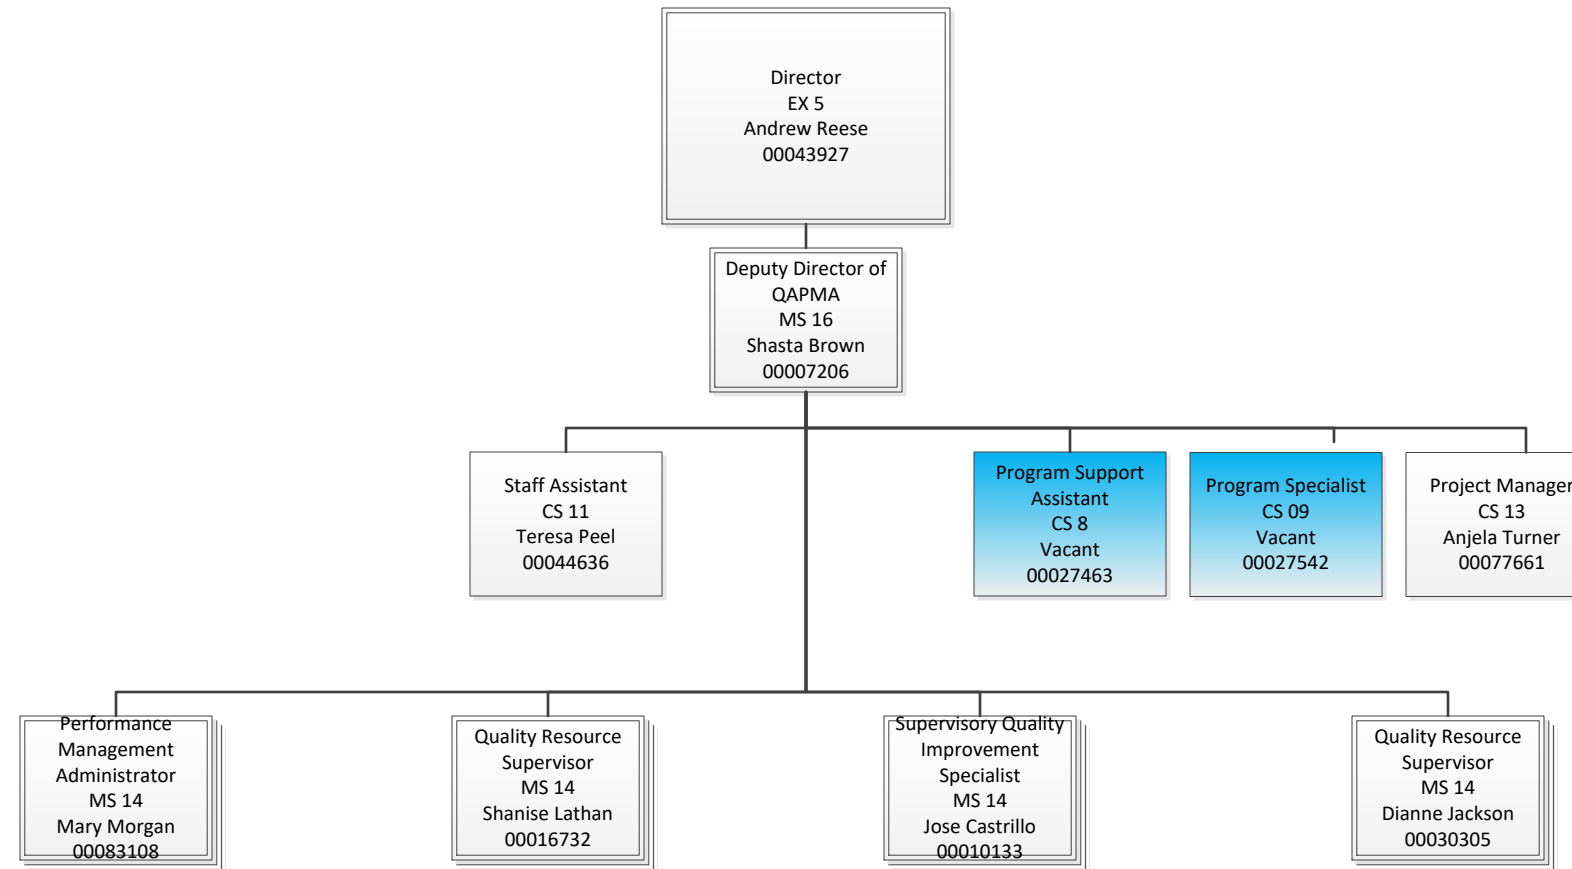 Director
EX 5
Andrew Reese
00043927
Deputy Director of
QAPMA
MS 16
Shasta Brown
00007206
Staff Assistant
CS 11
Teresa Peel
00044636
Program Support
Assistant
CS 8
Vacant
00027463
Program Specialist
CS 09
Vacant
00027542
Project Manager
CS 13
Anjela Turner
00077661
Performance
Management
Administrator
MS 14
Mary Morgan
00083108
Quality Resource
Supervisor
MS 14
Shanise Lathan
00016732
Supervisory Quality
Improvement
Specialist
MS 14
Jose Castrillo
00010133
Quality Resource
Supervisor
MS 14
Dianne Jackson
00030305